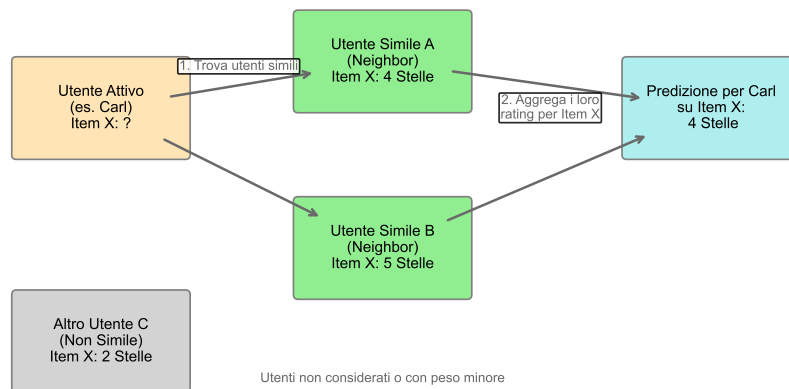 Utente Attivo
(es. Carl)
Item X: ?
1. Trova utenti simili
Utente Simile A
(Neighbor)
Item X: 4 Stelle
2. Aggrega i loro
rating per Item X
Predizione per Carl
su Item X:
4 Stelle
Utente Simile B
(Neighbor)
Item X: 5 Stelle
Altro Utente C
(Non Simile)
Item X: 2 Stelle
Utenti non considerati o con peso minore